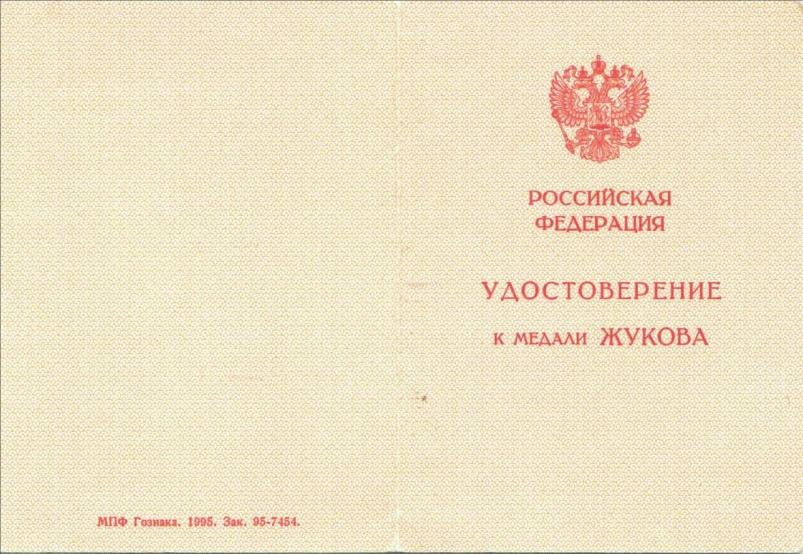 РОССИЙСКАЯ
ФЕДЕРАЦИЯ
УДОСТОВЕРЕНИЕ
К МЕДАЛИ ЖУКОВА
МПФ Гознака. 1995. Зак. 95-7454.